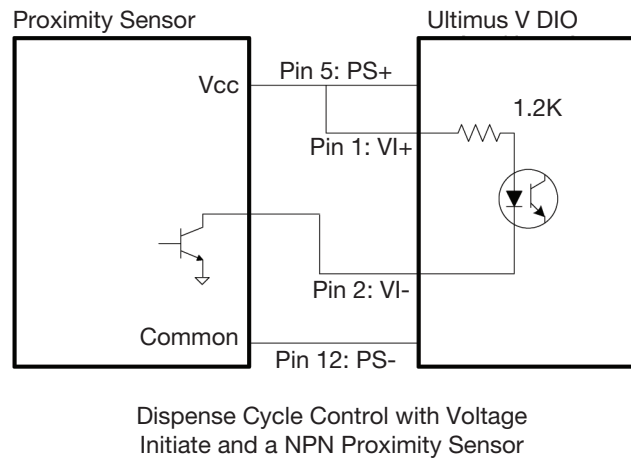 Proximity Sensor
Ultimus V DIO
Vcc
Pin 5: PS+
1.2K
Pin 1: VI+
Pin 2: VI-
Common
Pin 12: PS-
Dispense Cycle Control with Voltage
Initiate and a NPN Proximity Sensor